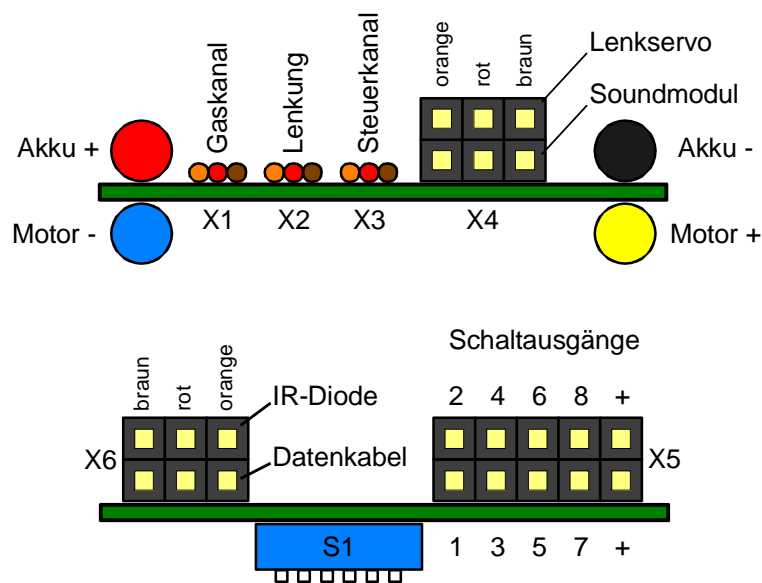 orange rot braun
Lenkservo
Soundmodul
Gaskanal Lenkung Steuerkanal
Akku + Akku -
X1 X2 X3 X4
Motor - Motor +
Schaltausgänge
braun rot orange
IR-Diode
2 4 6 8 +
X6 Datenkabel X5
S1 1 3 5 7 +